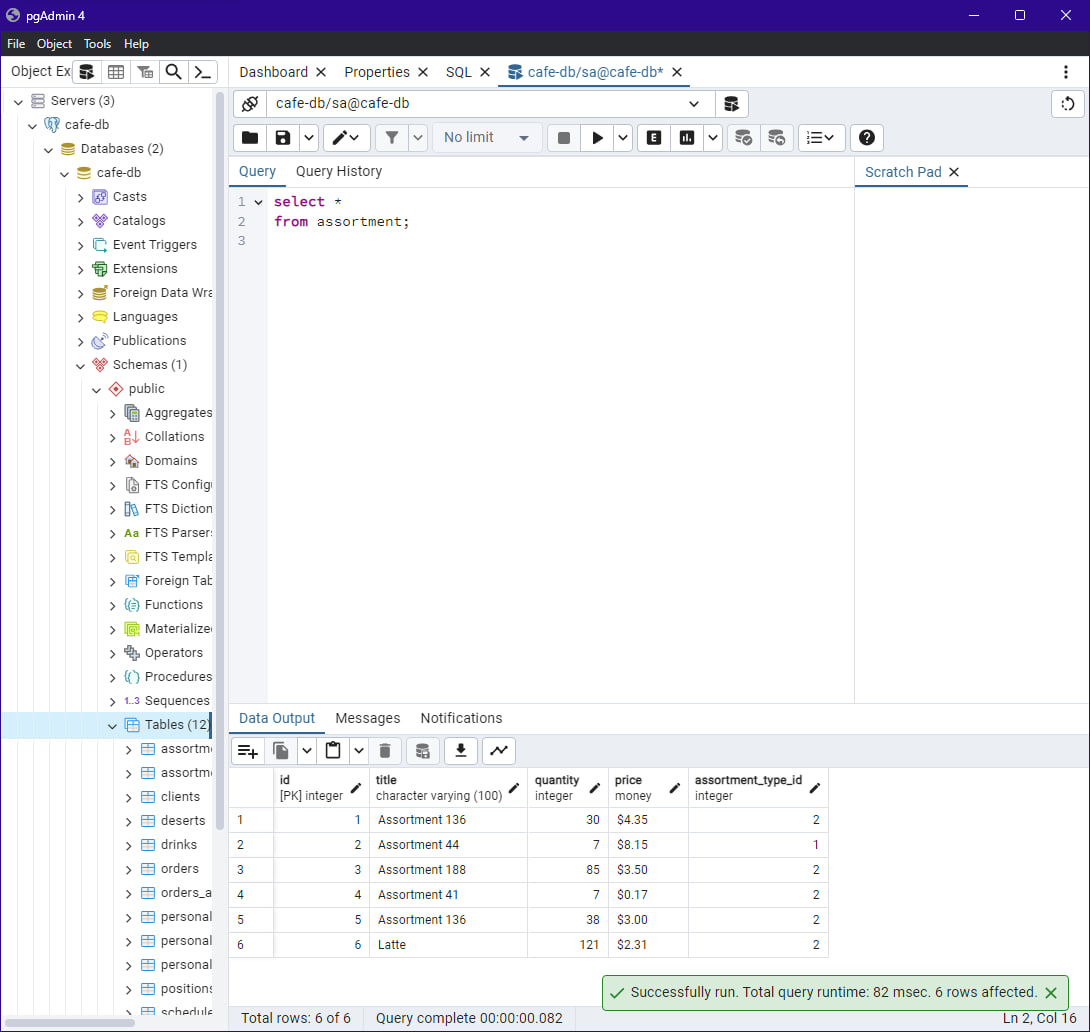 pgAdmin 4
File Object Tools Help
Object Ex
Dashboard Properties SQL cafe-db/sa@cafe-db*
Servers (3)
cafe-db
Databases (2)
cafe-db
Casts
Catalogs
Event Triggers
Extensions
Foreign Data Wra
Languages
Publications
Schemas (1)
public
Aggregates
Collations
Domains
FTS Config
FTS Diction
Aa FTS Parsers
FTS Templa
Foreign Tab
Functions
Materialize
Operators
Procedures
1..3 Sequences
Tables (12)
assortm
assortm
clients
deserts
drinks
orders
orders_a
personal
personal
personal
positions
schedule
cafe-db/sa@cafe-db
No limit E
Query Query History
Scratch Pad
1 select *
2 from assortment;
3
Data Output Messages Notifications
id title quantity price assortment_type_id
[PK] integer character varying (100) integer money integer
1 1 Assortment 136 30 $4.35 2
2 2 Assortment 44 7 $8.15 1
3 3 Assortment 188 85 $3.50 2
4 4 Assortment 41 7 $0.17 2
5 5 Assortment 136 38 $3.00 2
6 6 Latte 121 $2.31 2
Successfully run. Total query runtime: 82 msec. 6 rows affected.
Total rows: 6 of 6 Query complete 00:00:00.082 Ln 2, Col 16